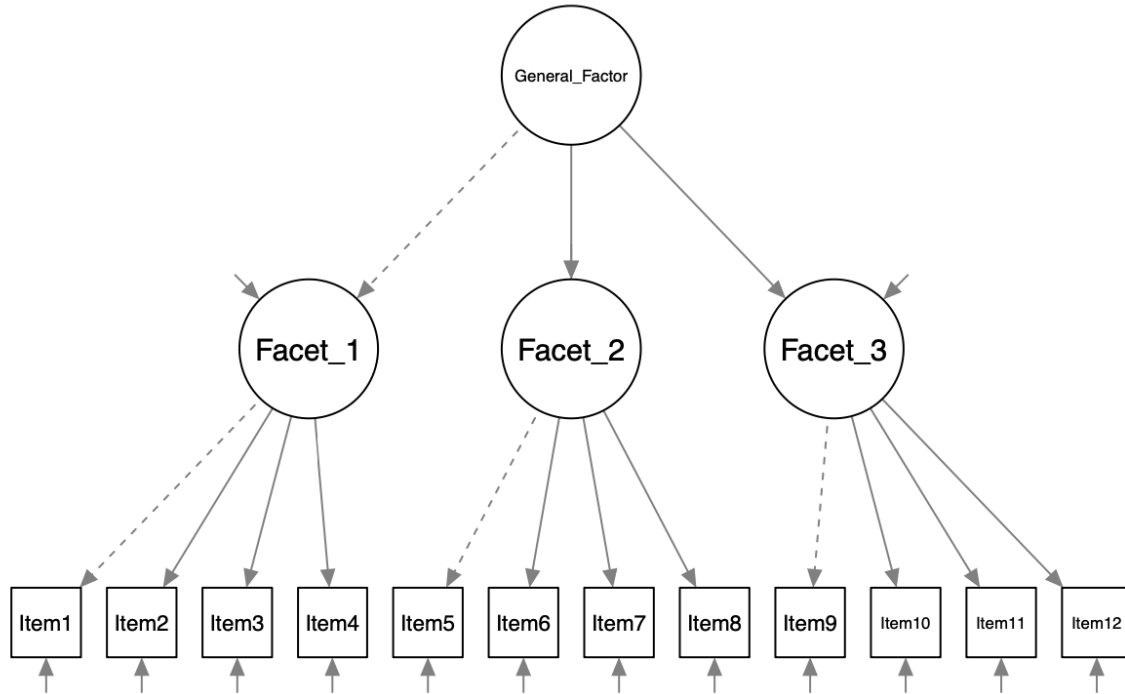 General_Factor
Facet_1 Facet_2 Facet_3
Item1 Item2 Item3 Item4 Item5 Item6 Item7 Item8 Item9 Item10 Item11 Item12